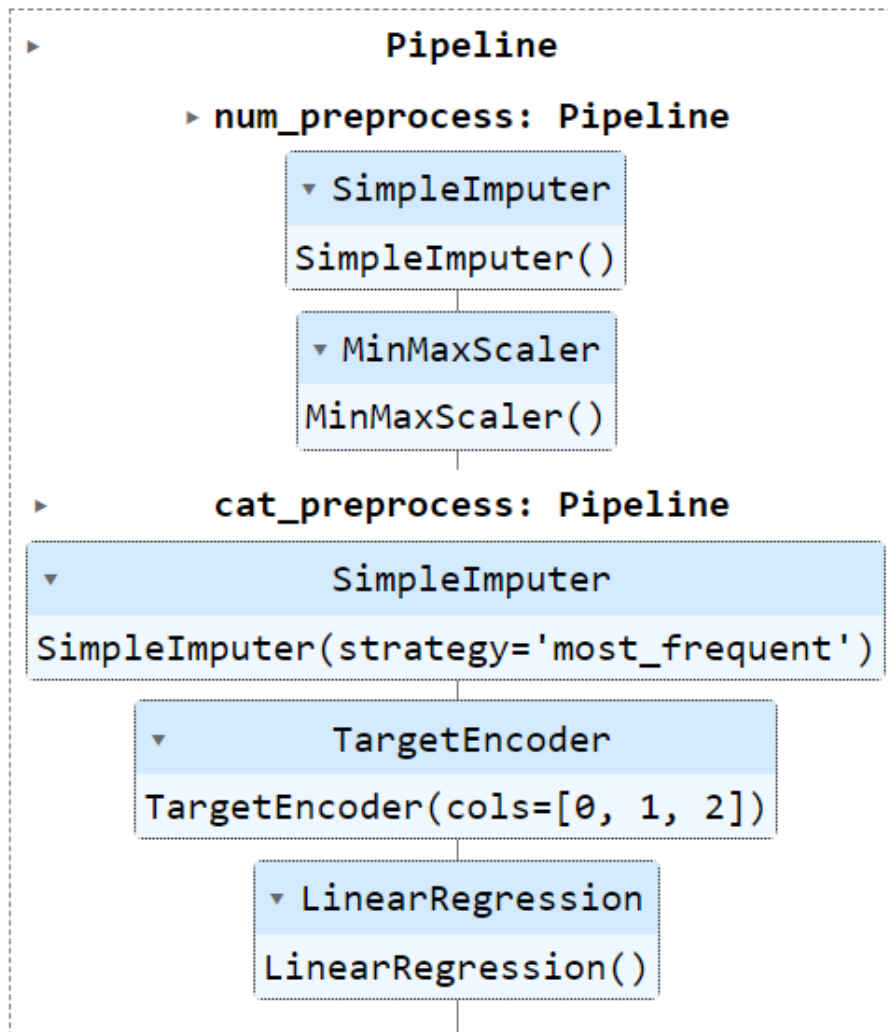 Pipeline
num_preprocess: Pipeline
SimpleImputer
SimpleImputer()
MinMaxScaler
MinMaxScaler()
cat_preprocess: Pipeline
SimpleImputer
SimpleImputer(strategy='most_frequent')
TargetEncoder
TargetEncoder(cols=[0, 1, 2])
LinearRegression
LinearRegression()